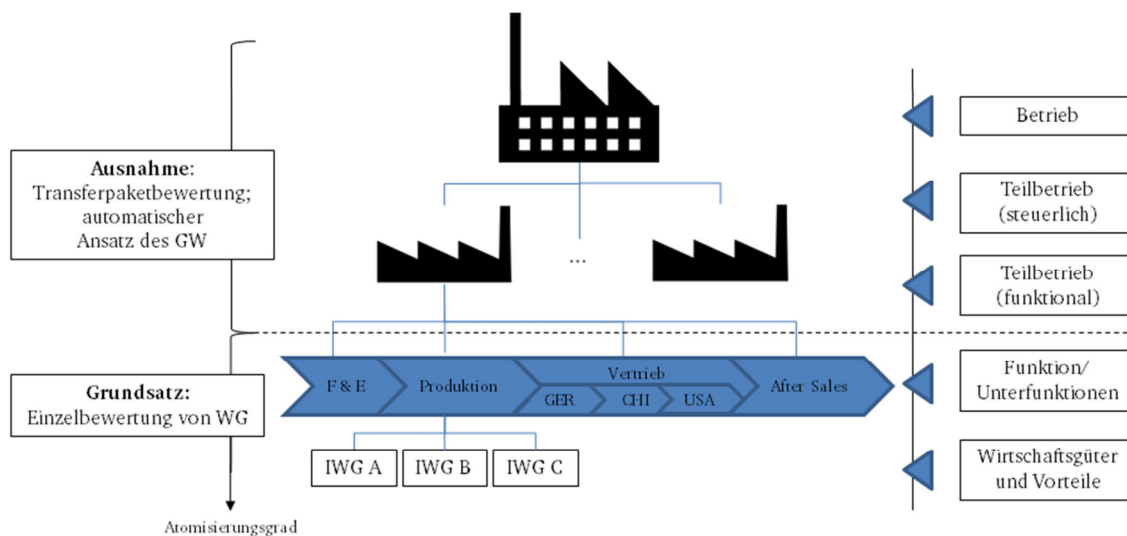 Ausnahme:
Transferpaketbewertung;
automatischer
Ansatz des GW
Betrieb
Teilbetrieb
(steuerlich)
...
Teilbetrieb
(funktional)
Grundsatz:
Einzelbewertung von WG
F & E
Produktion
Vertrieb
GER
CHI
USA
After Sales
Funktion/
Unterfunktionen
IWG A
IWG B
IWG C
Wirtschaftsgüter
und Vorteile
Atomisierungsgrad